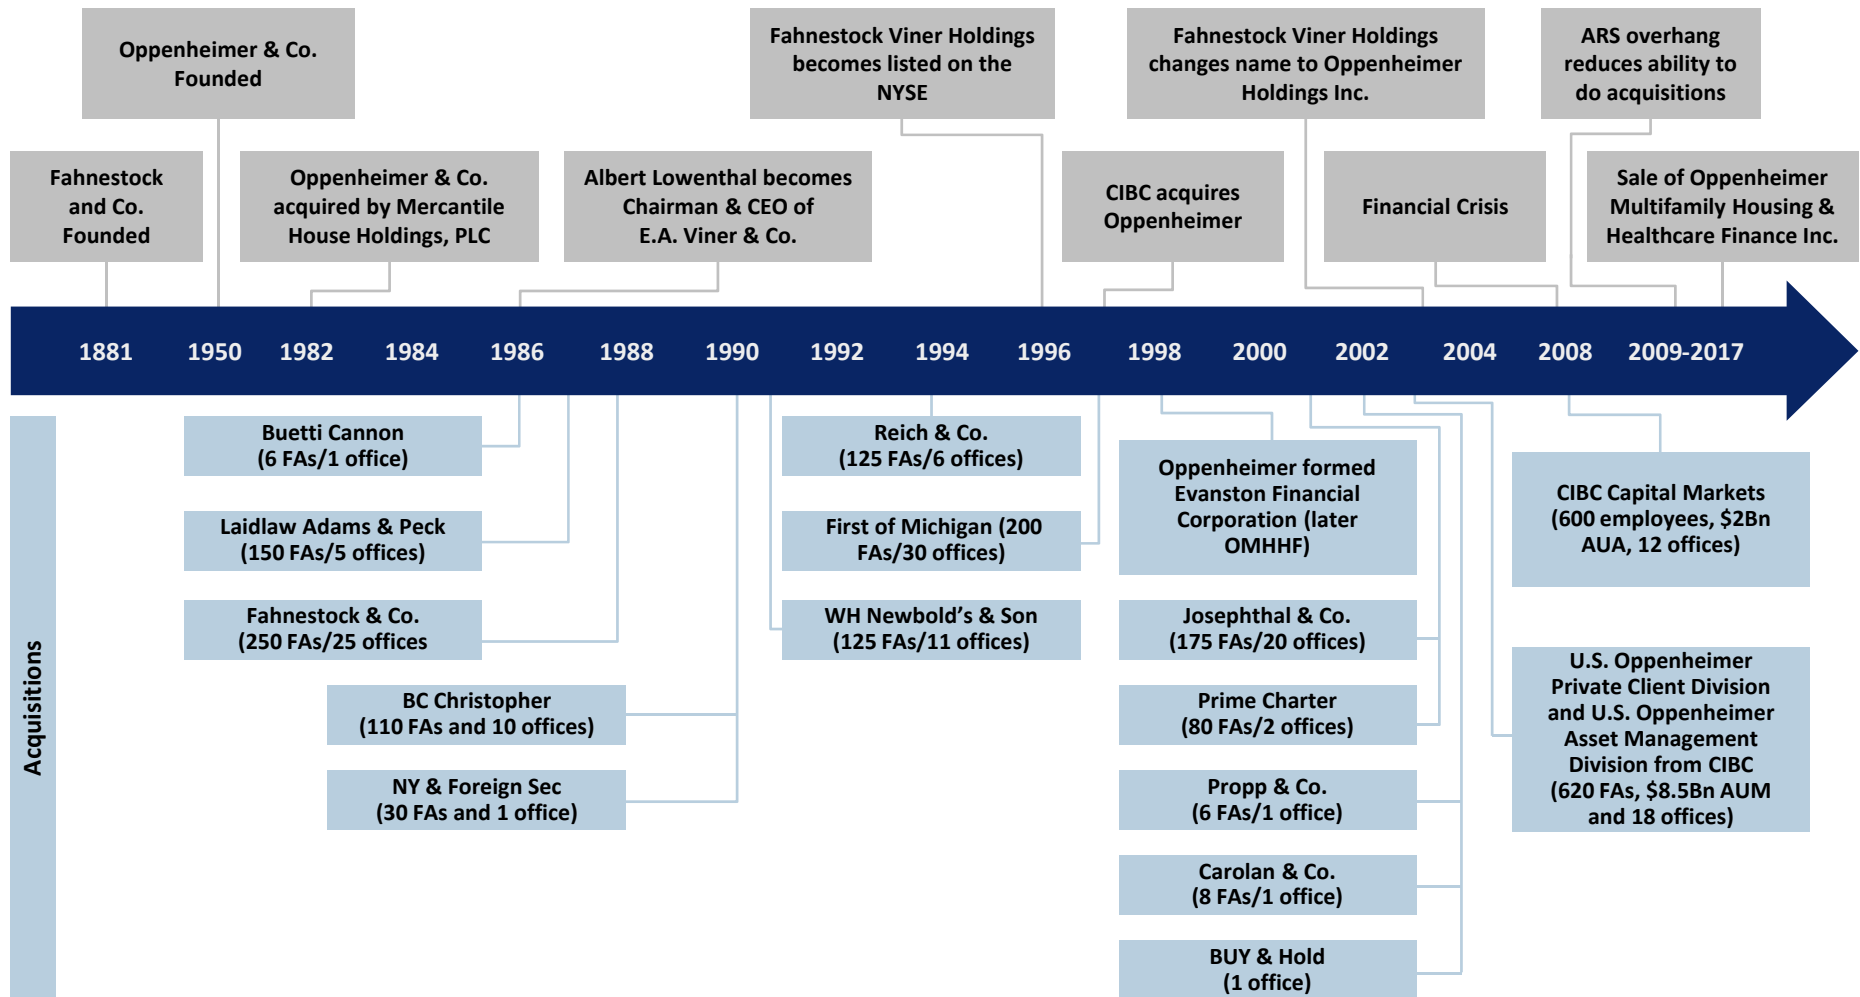 Oppenheimer & Co.
Founded
Fahnestock Viner Holdings
becomes listed on the
NYSE
Fahnestock Viner Holdings
changes name to Oppenheimer
Holdings Inc.
ARS overhang
reduces ability to
do acquisitions
Fahnestock
and Co.
Founded
Oppenheimer & Co.
acquired by Mercantile
House Holdings, PLC
Albert Lowenthal becomes
Chairman & CEO of
E.A. Viner & Co.
CIBC acquires
Oppenheimer
Financial Crisis
Sale of Oppenheimer
Multifamily Housing &
Healthcare Finance Inc.
1881 1950 1982 1984 1986 1988 1990 1992 1994 1996 1998 2000 2002 2004 2008 2009-2017
Acquisitions
Buetti Cannon
(6 FAs/1 office)
Laidlaw Adams & Peck
(150 FAs/5 offices)
Fahnestock & Co.
(250 FAs/25 offices
BC Christopher
(110 FAs and 10 offices)
NY & Foreign Sec
(30 FAs and 1 office)
Reich & Co.
(125 FAs/6 offices)
First of Michigan (200
FAs/30 offices)
WH Newbold’s & Son
(125 FAs/11 offices)
Oppenheimer formed
Evanston Financial
Corporation (later
OMHHF)
Josephthal & Co.
(175 FAs/20 offices)
Prime Charter
(80 FAs/2 offices)
Propp & Co.
(6 FAs/1 office)
Carolan & Co.
(8 FAs/1 office)
BUY & Hold
(1 office)
CIBC Capital Markets
(600 employees, $2Bn
AUA, 12 offices)
U.S. Oppenheimer
Private Client Division
and U.S. Oppenheimer
Asset Management
Division from CIBC
(620 FAs, $8.5Bn AUM
and 18 offices)